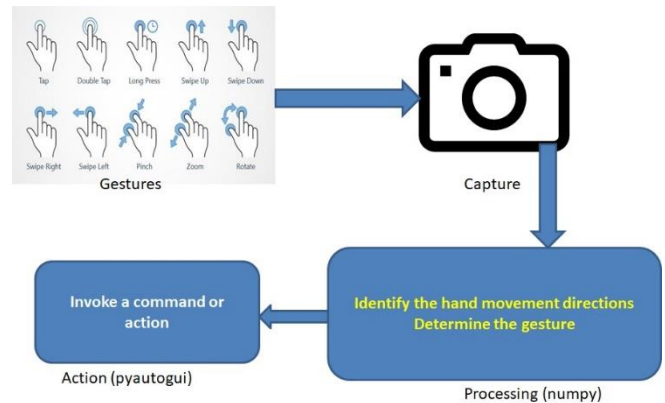 Tap
Double Tap
Long Press
Swipe Up
Swipe Down
Swipe Right
Swipe Left
Pinch
Zoom
Rotate
Gestures
Capture
Identify the hand movement directions
Determine the gesture
Processing (numpy)
Invoke a command or
action
Action (pyautogui)